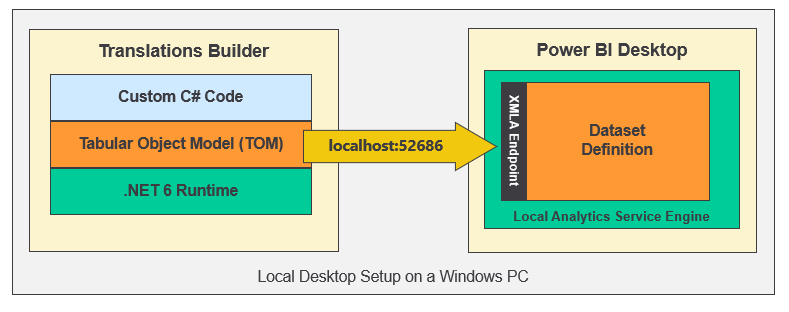 Translations Builder
Custom C# Code
Tabular Object Model (TOM)
.NET 6 Runtime
localhost:52686
Power BI Desktop
XMLA Endpoint
Dataset
Definition
Local Analytics Service Engine
Local Desktop Setup on a Windows PC